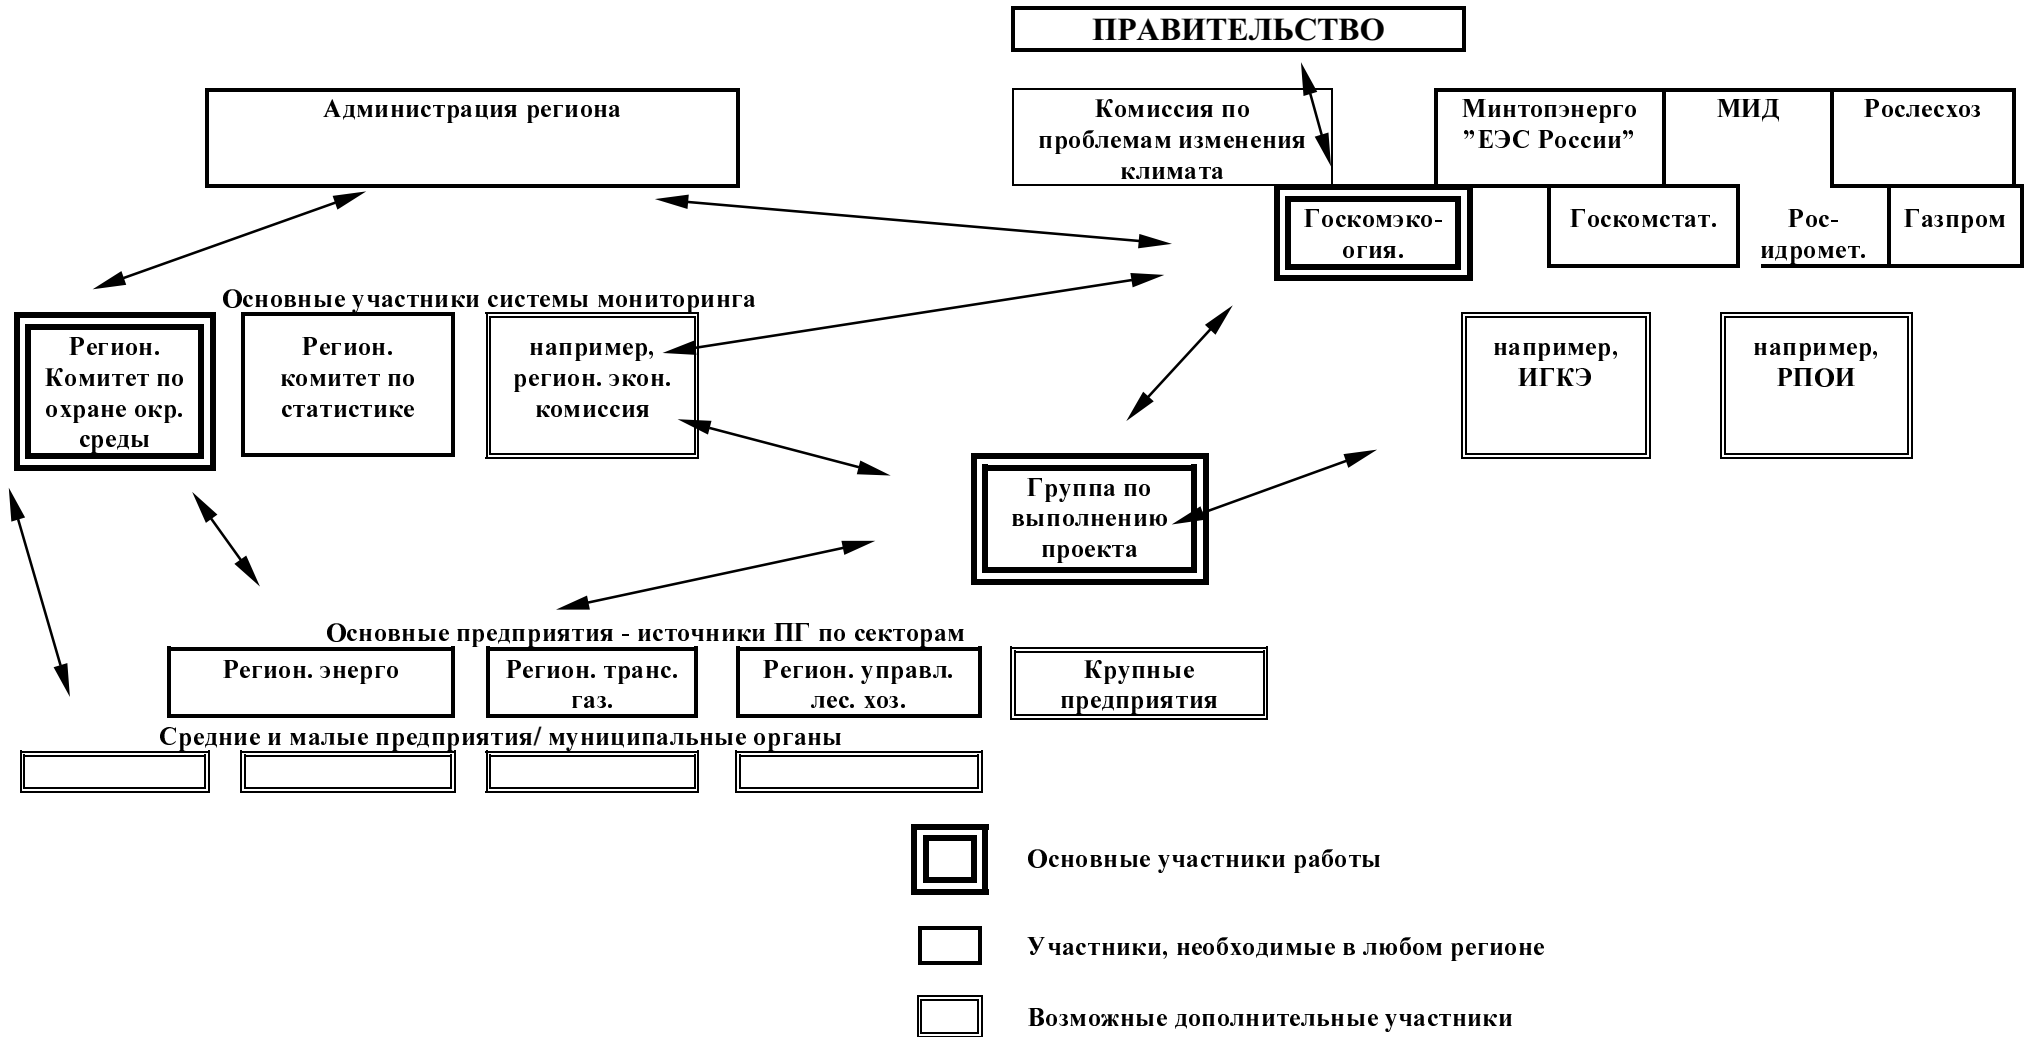 ПРАВИТЕЛЬСТВО
Администрация региона
Комиссия по
проблемам изменения
климата
Минтопэнерго
”ЕЭС России”
МИД
Рослесхоз
Госкомэко-
огия.
Госкомстат.
Рос-
идромет.
Газпром
Основные участники системы мониторинга
Регион.
Комитет по
охране окр.
среды
Регион.
комитет по
статистике
например,
регион. экон.
комиссия
например,
ИГКЭ
например,
РПОИ
Группа по
выполнению
проекта
Основные предприятия - источники ПГ по секторам
Регион. энерго
Регион. транс.
газ.
Регион. управл.
лес. хоз.
Крупные
предприятия
Средние и малые предприятия/ муниципальные органы
Основные участники работы
Участники, необходимые в любом регионе
Возможные дополнительные участники